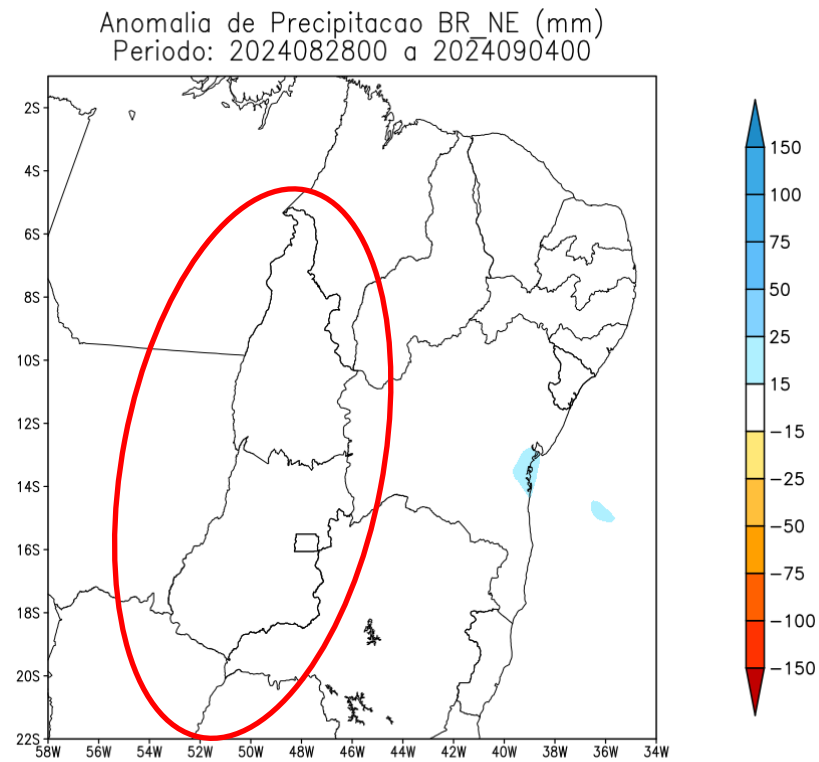 Anomalia de Precipitacao BR_NE (mm)
Periodo: 2024082800 a 2024090400
2S
4S
6S
8S
10S
12S
14S
16S
18S
20S
22S
58W 56W 54W 52W 50W 48W 46W 44W 42W 40W 38W 36W 34W
150
100
75
50
25
15
-15
-25
-50
-75
-100
-150